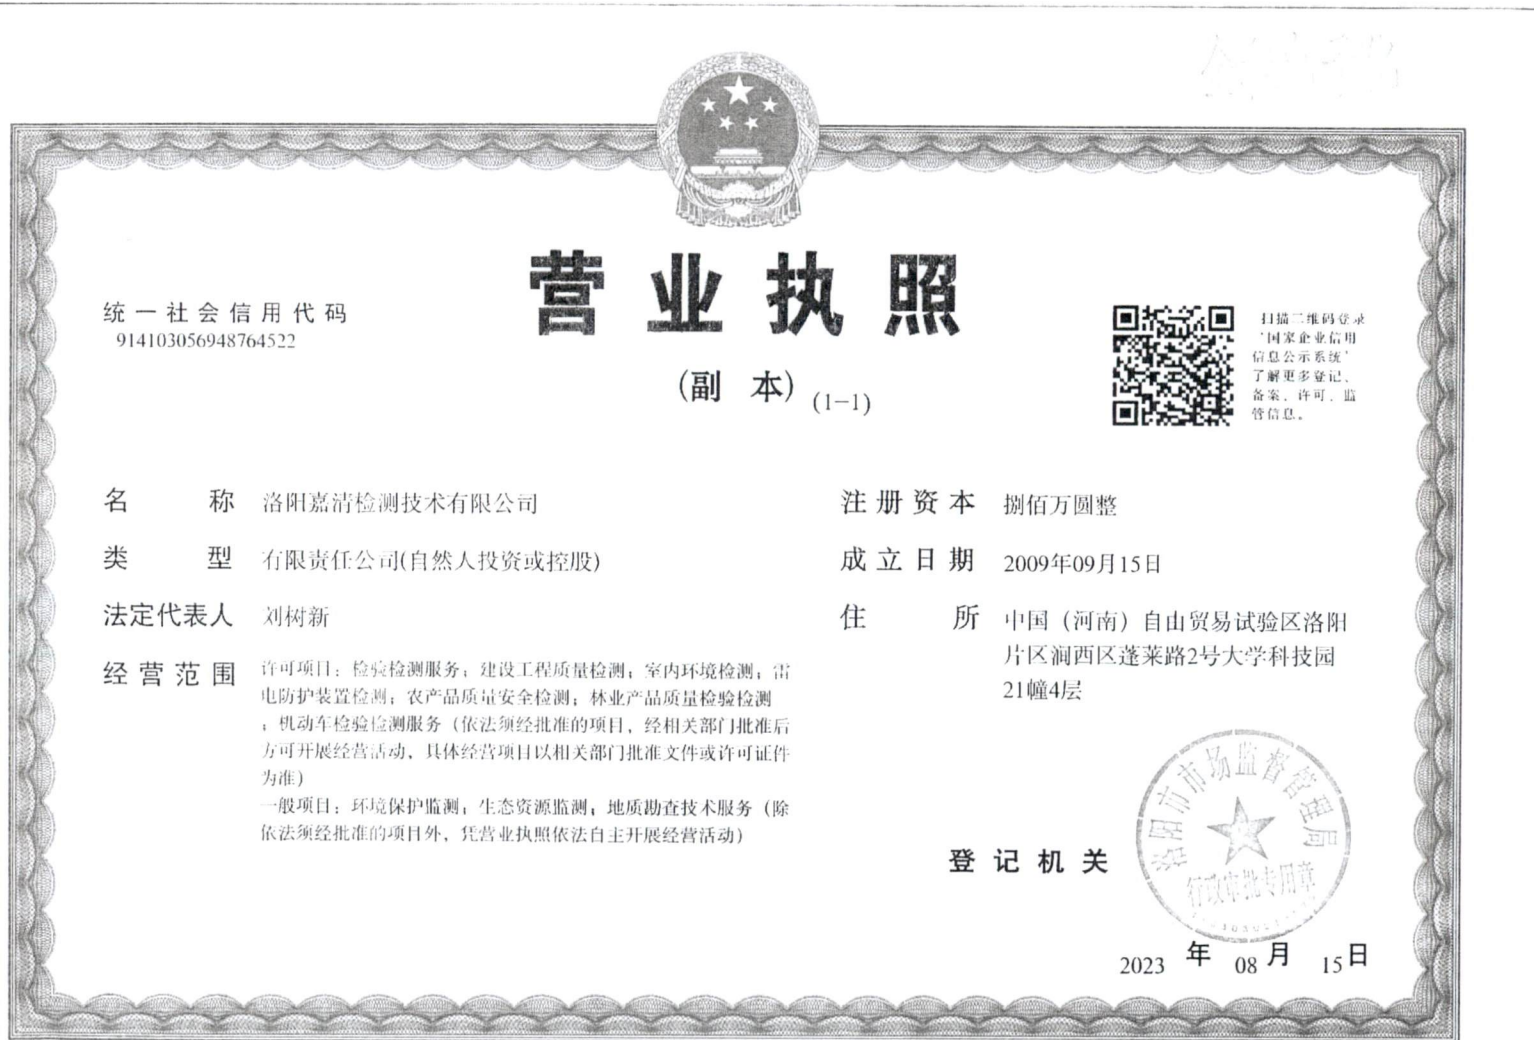 营业执照
(副 本) (1-1)
统一社会信用代码
914103056948764522
扫描二维码登录
'国家企业信用
信息公示系统'
了解更多登记、
备案、许可、监
管信息。
名 称 洛阳嘉清检测技术有限公司
类 型 有限责任公司(自然人投资或控股)
法定代表人 刘树新
经营范围 许可项目：检验检测服务；建设工程质量检测；室内环境检测；雷
电防护装置检测；农产品质量安全检测；林业产品质量检验检测
；机动车检验检测服务（依法须经批准的项目，经相关部门批准后
方可开展经营活动，具体经营项目以相关部门批准文件或许可证件
为准）
一般项目：环境保护监测；生态资源监测；地质勘查技术服务（除
依法须经批准的项目外，凭营业执照依法自主开展经营活动）
注册资本 捌佰万圆整
成立日期 2009年09月15日
住 所 中国（河南）自由贸易试验区洛阳
片区涧西区蓬莱路2号大学科技园
21幢4层
登记机关
洛阳市市场监督管理局
行政审批专用章
2023 年 08 月 15 日